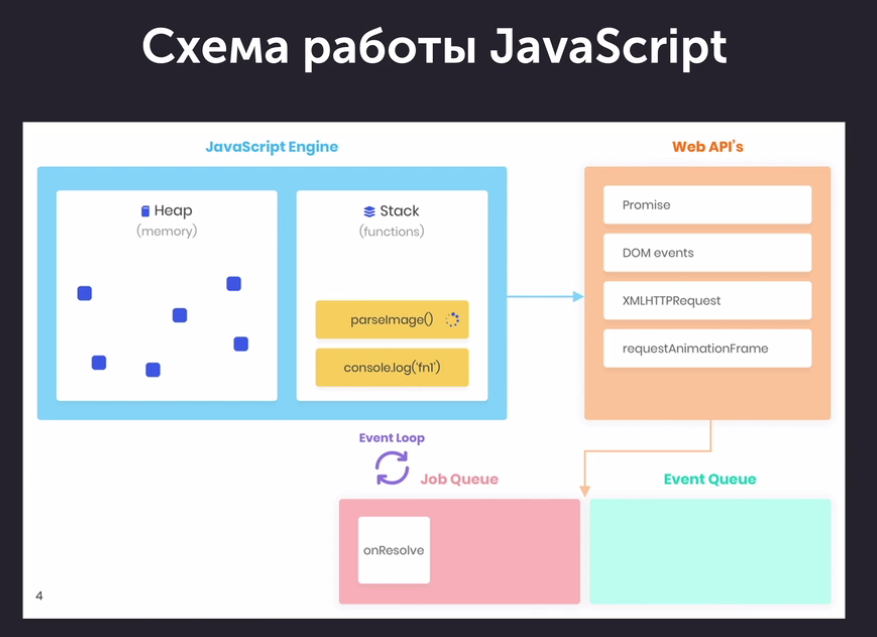 Схема работы JavaScript
JavaScript Engine
Web API's
Heap
(memory)
Stack
(functions)
parseImage()
console.log('fn1')
Promise
DOM events
XMLHTTPRequest
requestAnimationFrame
Event Loop
Job Queue
Event Queue
onResolve
4